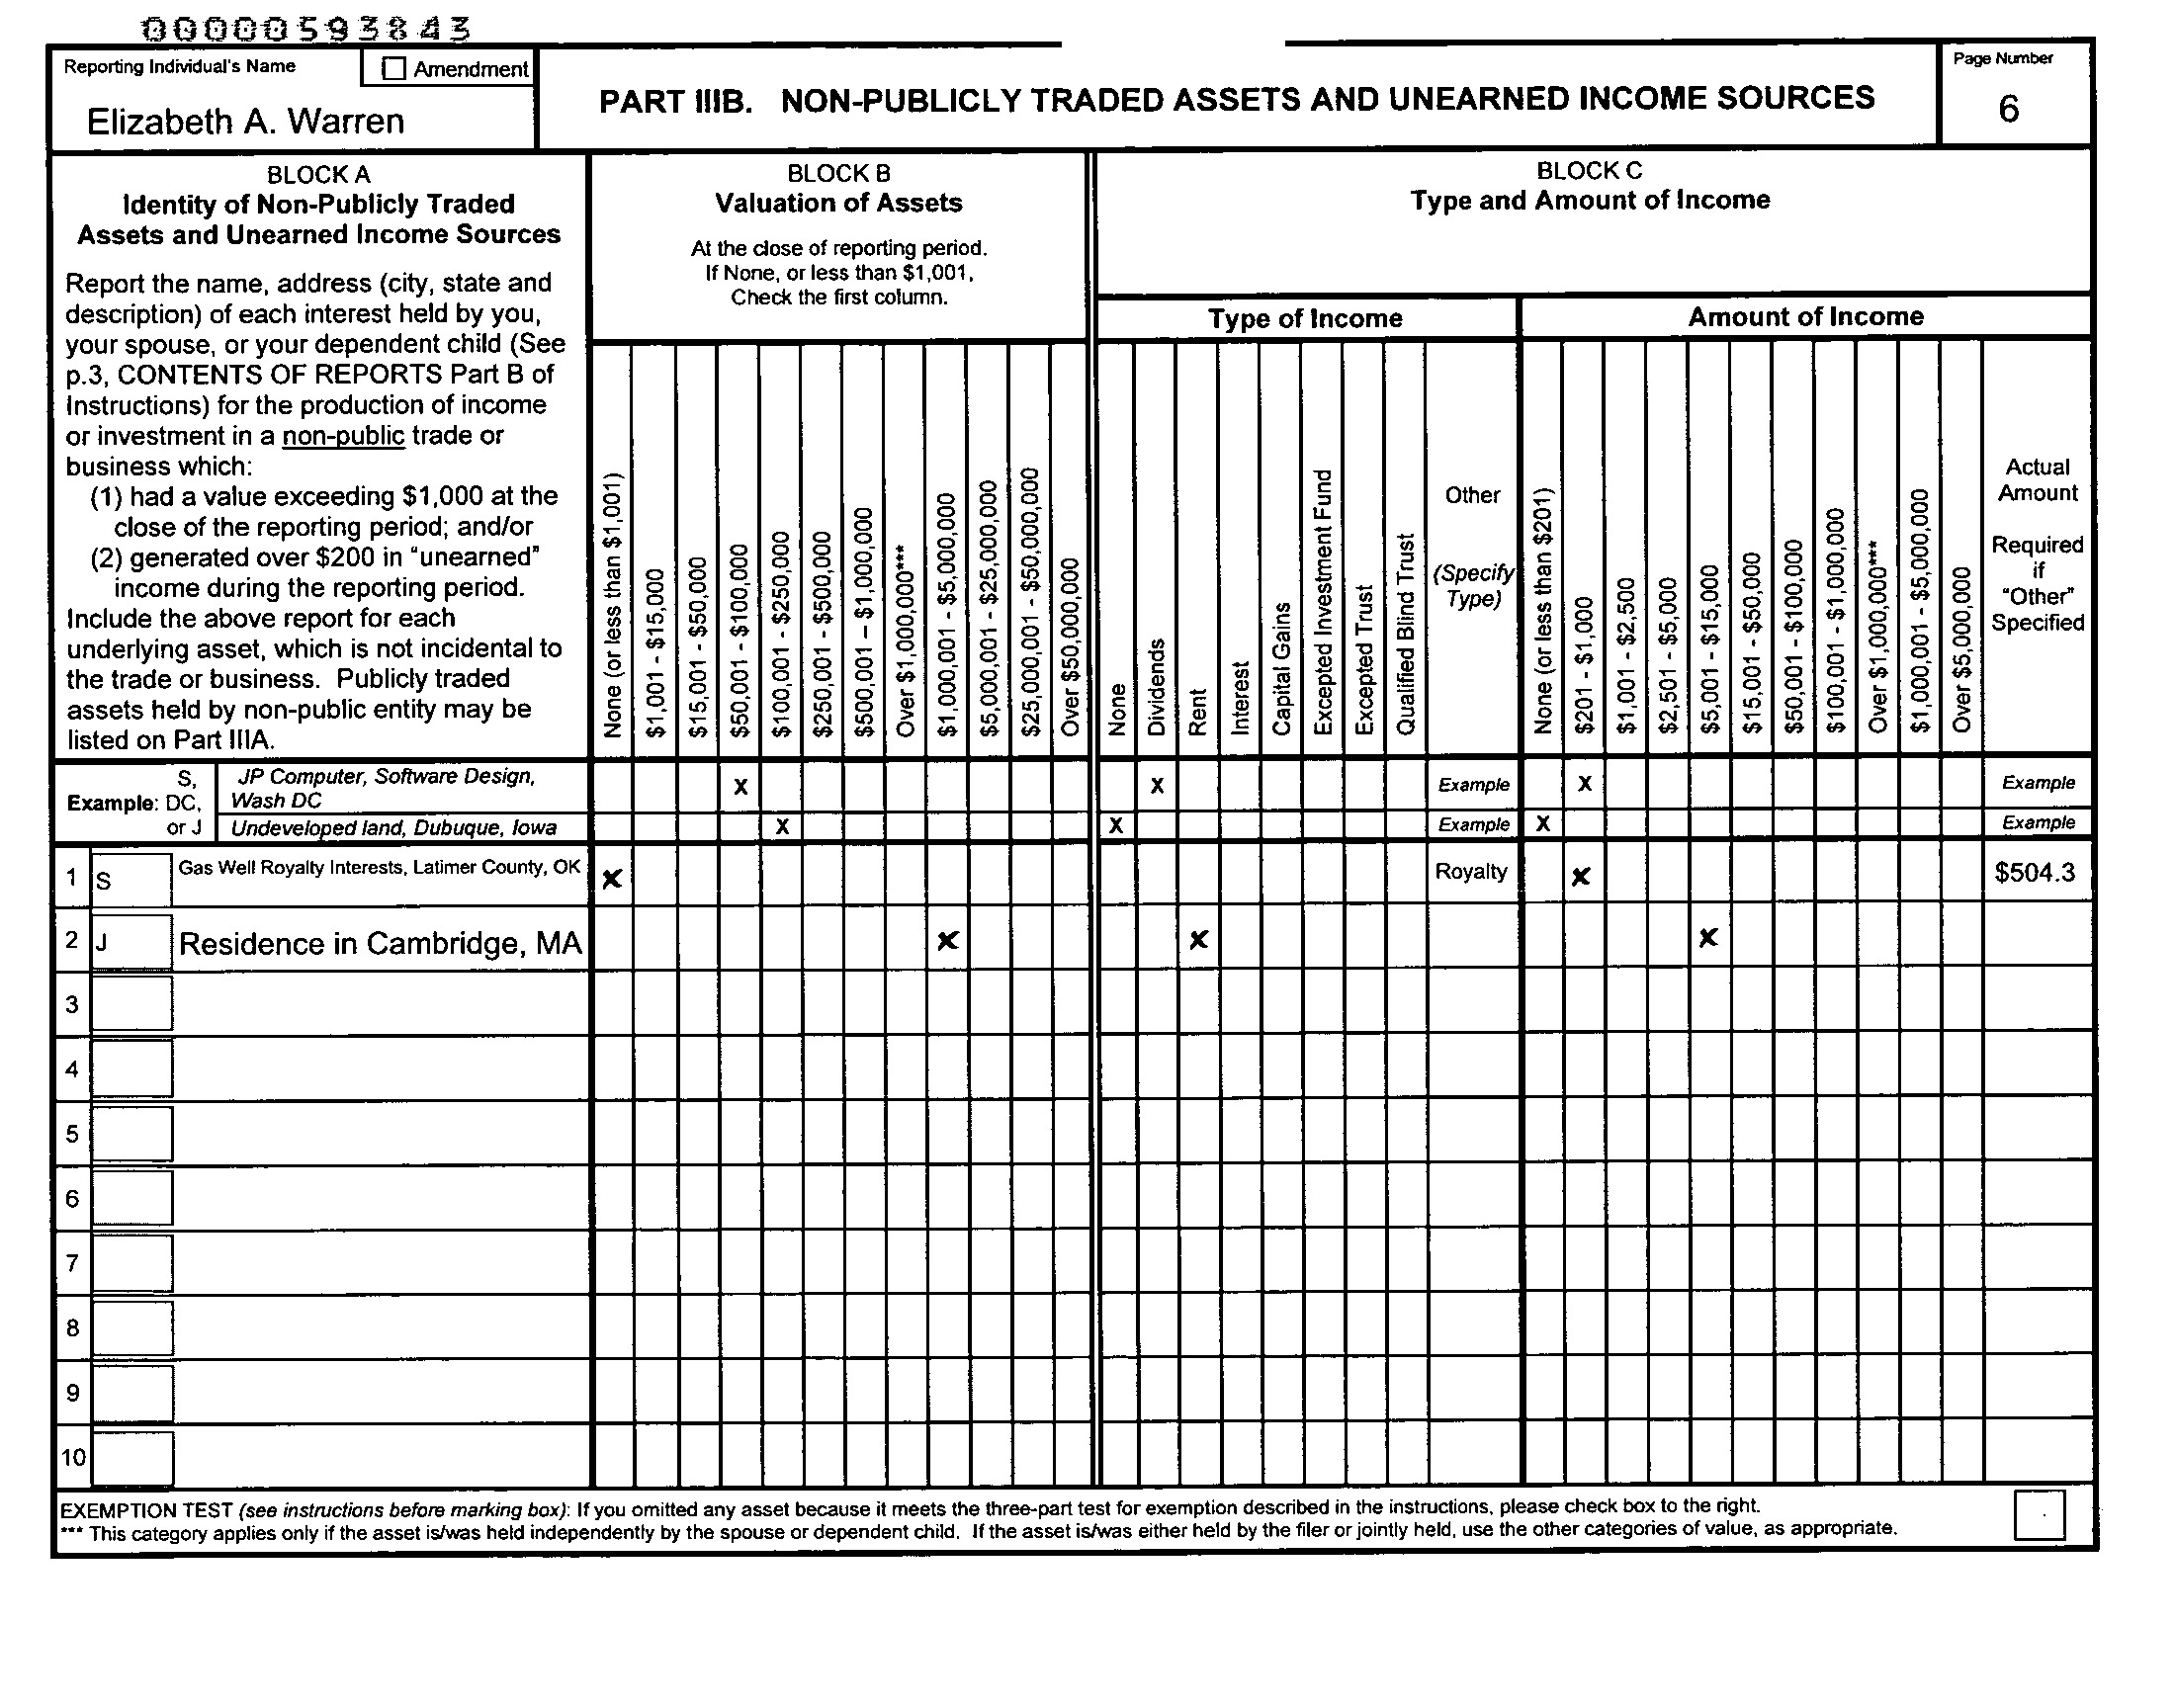 00000593843
Reporting Individual's Name
Amendment
Elizabeth A. Warren
PART IIIB. NON-PUBLICLY TRADED ASSETS AND UNEARNED INCOME SOURCES
Page Number
6
BLOCK A
Identity of Non-Publicly Traded
Assets and Unearned Income Sources
Report the name, address (city, state and
description) of each interest held by you,
your spouse, or your dependent child (See
p.3, CONTENTS OF REPORTS Part B of
Instructions) for the production of income
or investment in a non-public trade or
business which:
(1) had a value exceeding $1,000 at the
close of the reporting period; and/or
(2) generated over $200 in "unearned"
income during the reporting period.
Include the above report for each
underlying asset, which is not incidental to
the trade or business. Publicly traded
assets held by non-public entity may be
listed on Part IIIA.
BLOCK B
Valuation of Assets
At the close of reporting period.
If None, or less than $1,001,
Check the first column.
None (or less than $1,001)
$1,001 - $15,000
$15,001 - $50,000
$50,001 - $100,000
$100,001 - $250,000
$250,001 - $500,000
$500,001 – $1,000,000
Over $1,000,000***
$1,000,001 - $5,000,000
$5,000,001 - $25,000,000
$25,000,001 - $50,000,000
Over $50,000,000
BLOCK C
Type and Amount of Income
Type of Income
None
Dividends
Rent
Interest
Capital Gains
Excepted Investment Fund
Excepted Trust
Qualified Blind Trust
Other
(Specify
Type)
Amount of Income
None (or less than $201)
$201 - $1,000
$1,001 - $2,500
$2,501 - $5,000
$5,001 - $15,000
$15,001 - $50,000
$50,001 - $100,000
$100,001 - $1,000,000
Over $1,000,000***
$1,000,001 - $5,000,000
Over $5,000,000
Actual
Amount
Required
if
"Other"
Specified
Example: S, DC, or J
JP Computer, Software Design,
Wash DC
X X Example X Example
Undeveloped land, Dubuque, Iowa X X Example X Example
1 S Gas Well Royalty Interests, Latimer County, OK X Royalty X $504.3
2 J Residence in Cambridge, MA X X X
3
4
5
6
7
8
9
10
EXEMPTION TEST (see instructions before marking box): If you omitted any asset because it meets the three-part test for exemption described in the instructions, please check box to the right.
*** This category applies only if the asset is/was held independently by the spouse or dependent child. If the asset is/was either held by the filer or jointly held, use the other categories of value, as appropriate.